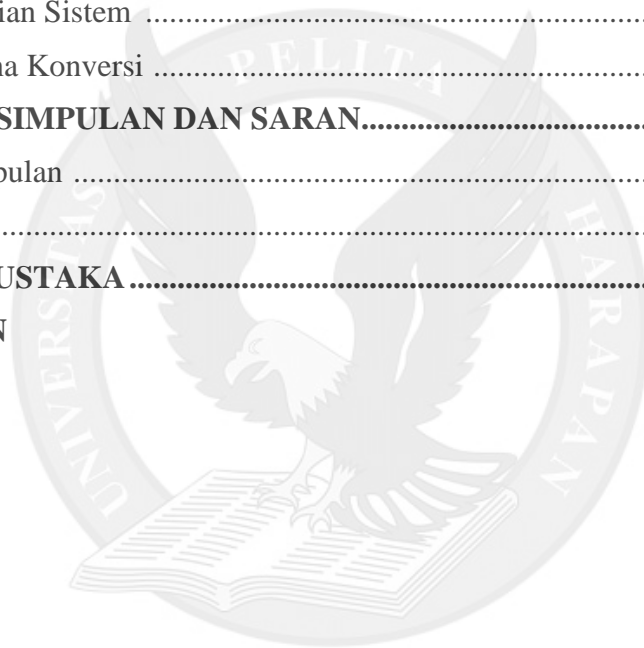 ian Sistem ........................................................................
na Konversi ......................................................................
SIMPULAN DAN SARAN..........................................
pulan ...............................................................................
........................................................................................
USTAKA.........................................................................
N
UNIVERSITAS PELITA HARAPAN